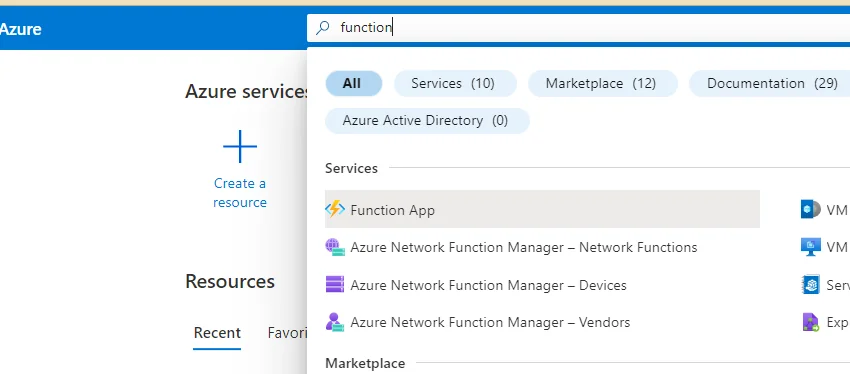 Azure
function
Azure services
All
Services (10)
Marketplace (12)
Documentation (29)
Azure Active Directory (0)
Create a
resource
Services
Function App
VM
Azure Network Function Manager – Network Functions
VM
Azure Network Function Manager – Devices
Serv
Azure Network Function Manager – Vendors
Exp
Resources
Recent
Favori
Marketplace